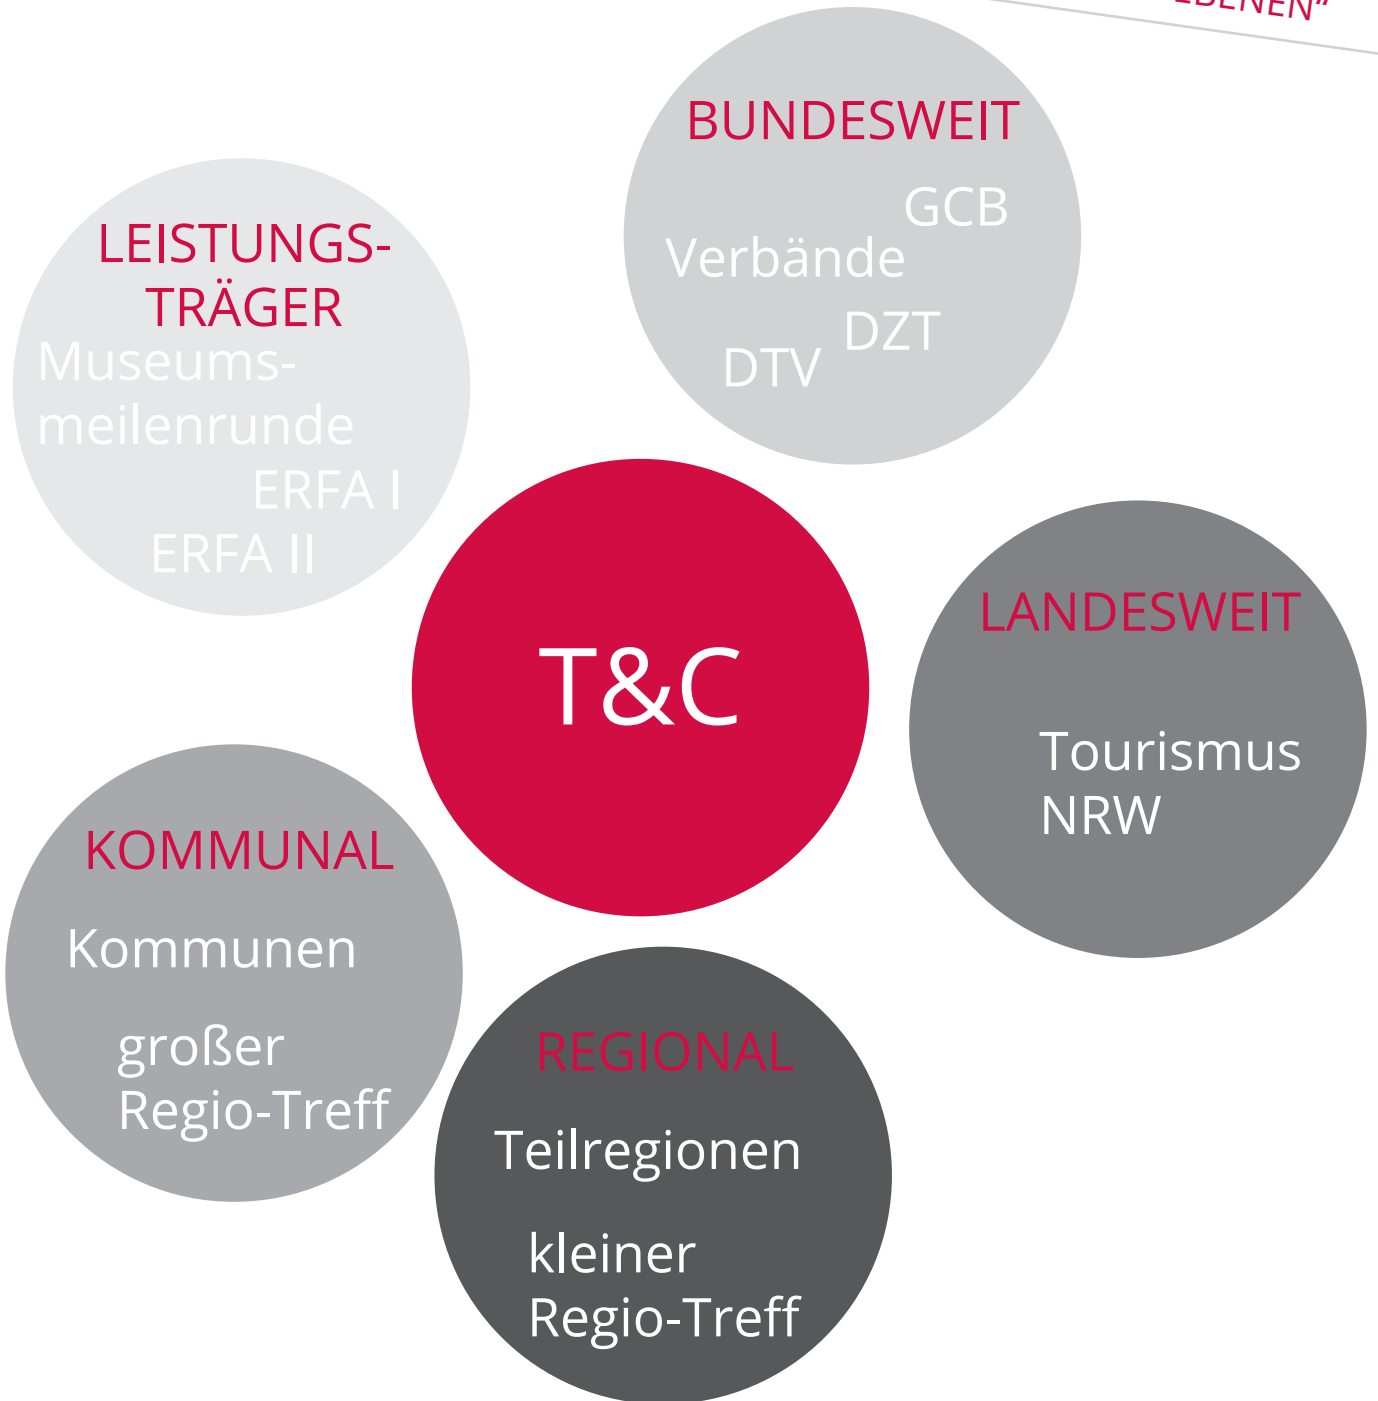 EBENEN“
BUNDESWEIT
GCB
Verbände
DZT
DTV
LEISTUNGS-
TRÄGER
Museums-
meilenrunde
ERFA I
ERFA II
T&C
LANDESWEIT
Tourismus
NRW
KOMMUNAL
Kommunen
großer
Regio-Treff
REGIONAL
Teilregionen
kleiner
Regio-Treff